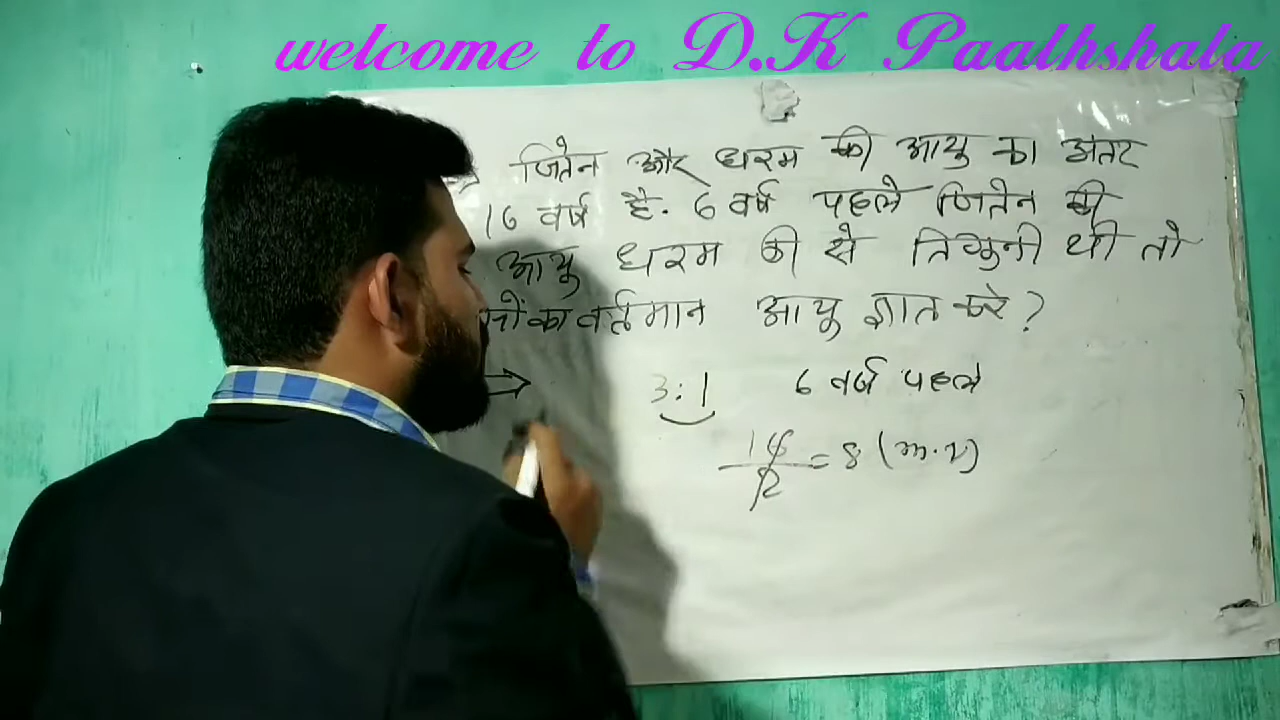 welcome to D.K Paathshala
जितेन और धरम की आयु का अंतर
16 वर्ष है. 6 वर्ष पहले जितेन की
आयु धरम की से तिगुनी थी तो
वर्तमान आयु ज्ञात करे?
⇒ 3:1 6 वर्ष पहले
16/2 = 8 (m.v)